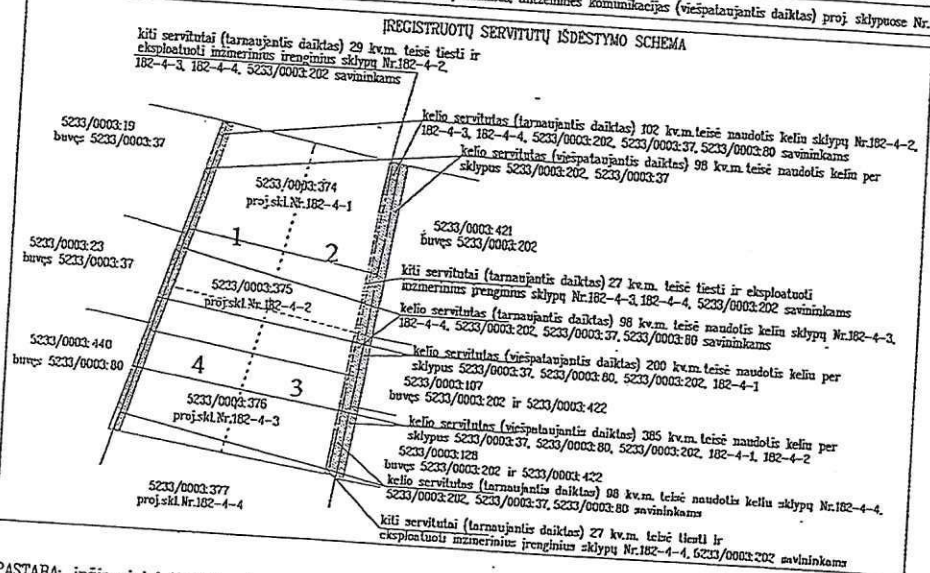 komunikacijas (viešpataujantis daiktas) proj. sklypuose Nr.
ĮREGISTRUOTŲ SERVITUTŲ IŠDĖSTYMO SCHEMA
kiti servitutai (tarnaujantis daiktas) 29 kv.m. teisė tiesti ir
eksploatuoti inžinerinius įrenginius sklypų Nr.182-4-2,
182-4-3, 182-4-4, 5233/0003:202 savininkams
5233/0003:19
buvęs 5233/0003:37
kelio servitutas (tarnaujantis daiktas) 102 kv.m. teisė naudotis keliu sklypų Nr.182-4-2,
182-4-3, 182-4-4, 5233/0003:202, 5233/0003:37, 5233/0003:80 savininkams
kelio servitutas (viešpataujantis daiktas) 98 kv.m. teisė naudotis keliu per
sklypus 5233/0003:202, 5233/0003:37
5233/0003:374
proj.skl.Nr.182-4-1
1
2
5233/0003:421
buvęs 5233/0003:202
5233/0003:23
buvęs 5233/0003:37
5233/0003:375
proj.skl.Nr.182-4-2
kiti servitutai (tarnaujantis daiktas) 27 kv.m. teisė tiesti ir eksploatuoti
inžinerinius įrenginius sklypų Nr.182-4-3, 182-4-4, 5233/0003:202 savininkams
kelio servitutas (tarnaujantis daiktas) 98 kv.m. teisė naudotis keliu sklypų Nr.182-4-3,
182-4-4, 5233/0003:202, 5233/0003:37, 5233/0003:80 savininkams
kelio servitutas (viešpataujantis daiktas) 200 kv.m. teisė naudotis keliu per
sklypus 5233/0003:37, 5233/0003:80, 5233/0003:202, 182-4-1
5233/0003:440
buvęs 5233/0003:80
4
3
5233/0003:376
proj.skl.Nr.182-4-3
5233/0003:107
buvęs 5233/0003:202 ir 5233/0003:422
kelio servitutas (viešpataujantis daiktas) 385 kv.m. teisė naudotis keliu per
sklypus 5233/0003:37, 5233/0003:80, 5233/0003:202, 182-4-1, 182-4-2
5233/0003:128
buvęs 5233/0003:202 ir 5233/0003:422
kelio servitutas (tarnaujantis daiktas) 98 kv.m. teisė naudotis keliu sklypų Nr.182-4-4,
5233/0003:202, 5233/0003:37, 5233/0003:80 savininkams
5233/0003:377
proj.skl.Nr.182-4-4
kiti servitutai (tarnaujantis daiktas) 27 kv.m. teisė tiesti ir
eksploatuoti inžinerinius įrenginius sklypų Nr.182-4-4, 5233/0003:202 savininkams